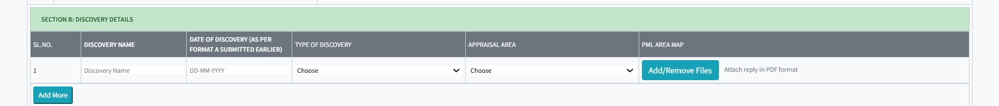 SECTION B: DISCOVERY DETAILS
SL.NO.
DISCOVERY NAME
DATE OF DISCOVERY (AS PER
FORMAT A SUBMITTED EARLIER)
TYPE OF DISCOVERY
APPRAISAL AREA
PML AREA MAP
1
Discovery Name
DD-MM-YYYY
Choose
Choose
Add/Remove Files
Attach reply in PDF format
Add More